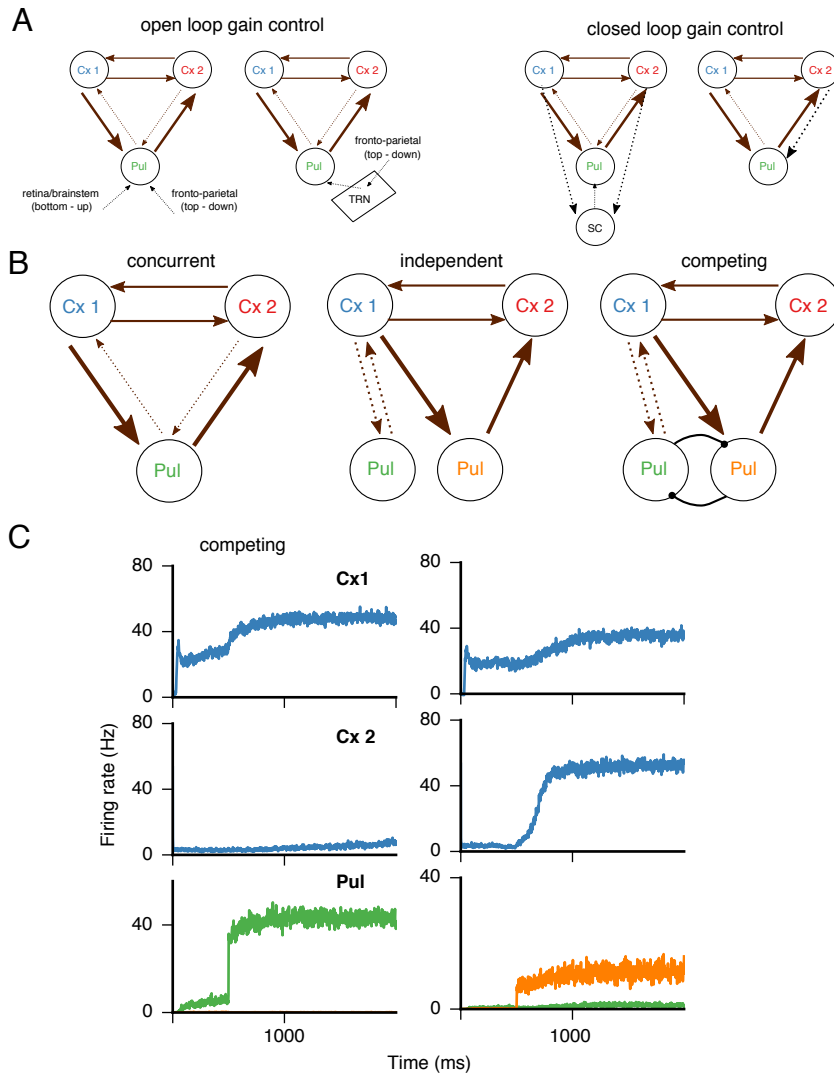 A
open loop gain control
closed loop gain control
Cx 1
Cx 2
Cx 1
Cx 2
Cx 1
Cx 2
Cx 1
Cx 2
Pul
Pul
Pul
Pul
retina/brainstem
(bottom - up)
fronto-parietal
(top - down)
fronto-parietal
(top - down)
TRN
SC
B
concurrent
independent
competing
Cx 1
Cx 2
Cx 1
Cx 2
Cx 1
Cx 2
Pul
Pul
Pul
Pul
Pul
C
competing
Cx1
80
40
0
80
40
0
Cx 2
80
40
0
80
40
0
Firing rate (Hz)
Pul
40
0
40
0
1000
1000
Time (ms)